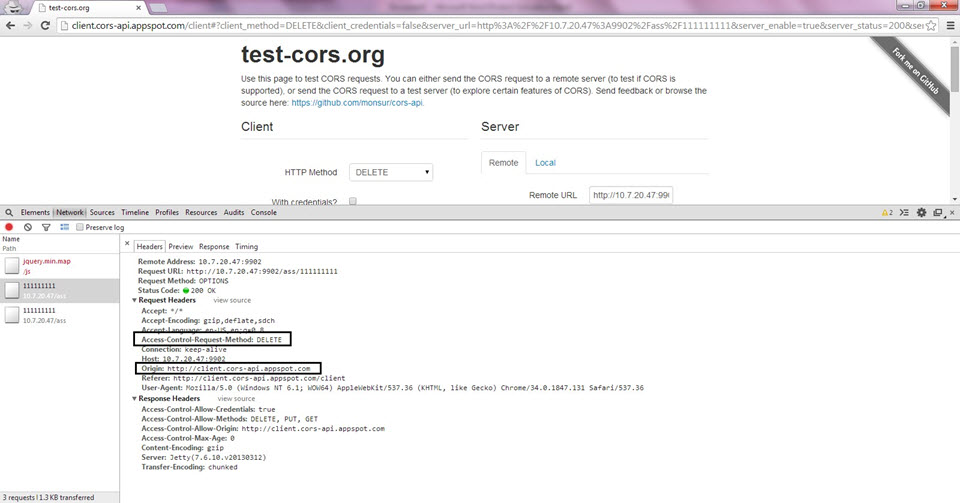 test-cors.org
client.cors-api.appspot.com/client#?client_method=DELETE&client_credentials=false&server_url=http%3A%2F%2F10.7.20.47%3A9902%2Fass%2F111111111&server_enable=true&server_status=200&ser
test-cors.org
Use this page to test CORS requests. You can either send the CORS request to a remote server (to test if CORS is
supported), or send the CORS request to a test server (to explore certain features of CORS). Send feedback or browse the
source here: https://github.com/monsur/cors-api.
Fork me on GitHub
Client
Server
Remote Local
HTTP Method DELETE
Remote URL http://10.7.20.47:990
With credentials?
Elements Network Sources Timeline Profiles Resources Audits Console
2
Preserve log
Name
Path
Headers Preview Response Timing
jquery.min.map
/js
111111111
10.7.20.47/ass
111111111
10.7.20.47/ass
Remote Address: 10.7.20.47:9902
Request URL: http://10.7.20.47:9902/ass/111111111
Request Method: OPTIONS
Status Code: 200 OK
Request Headers view source
Accept: */*
Accept-Encoding: gzip,deflate,sdch
Accept-Language: en-US,en;q=0.8
Access-Control-Request-Method: DELETE
Connection: keep-alive
Host: 10.7.20.47:9902
Origin: http://client.cors-api.appspot.com
Referer: http://client.cors-api.appspot.com/client
User-Agent: Mozilla/5.0 (Windows NT 6.1; WOW64) AppleWebKit/537.36 (KHTML, like Gecko) Chrome/34.0.1847.131 Safari/537.36
Response Headers view source
Access-Control-Allow-Credentials: true
Access-Control-Allow-Methods: DELETE, PUT, GET
Access-Control-Allow-Origin: http://client.cors-api.appspot.com
Access-Control-Max-Age: 0
Content-Encoding: gzip
Server: Jetty(7.6.10.v20130312)
Transfer-Encoding: chunked
3 requests | 1.3 KB transferred